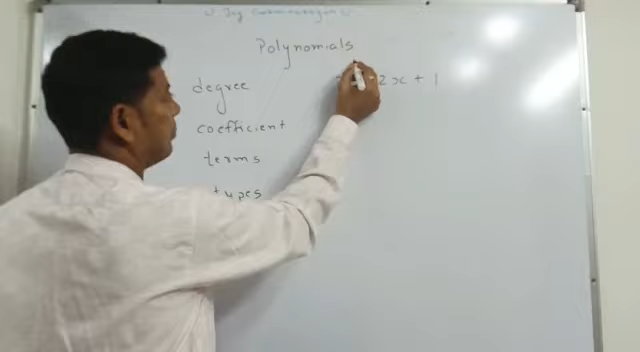 Polynomials
degree 2x + 1
coefficient
terms
types